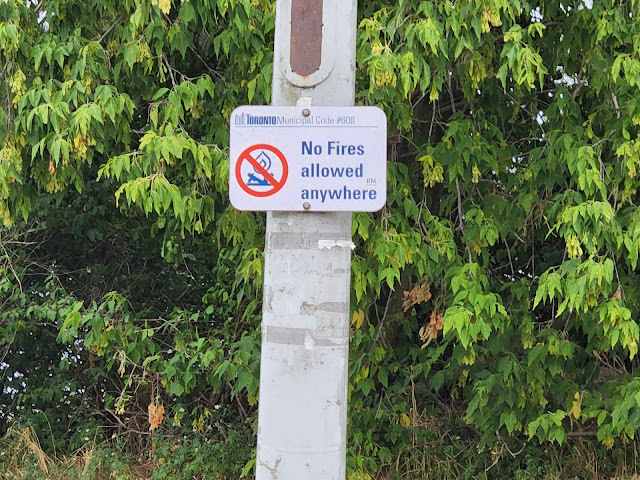 TORONTO Municipal Code #608
No Fires
allowed
anywhere
BM